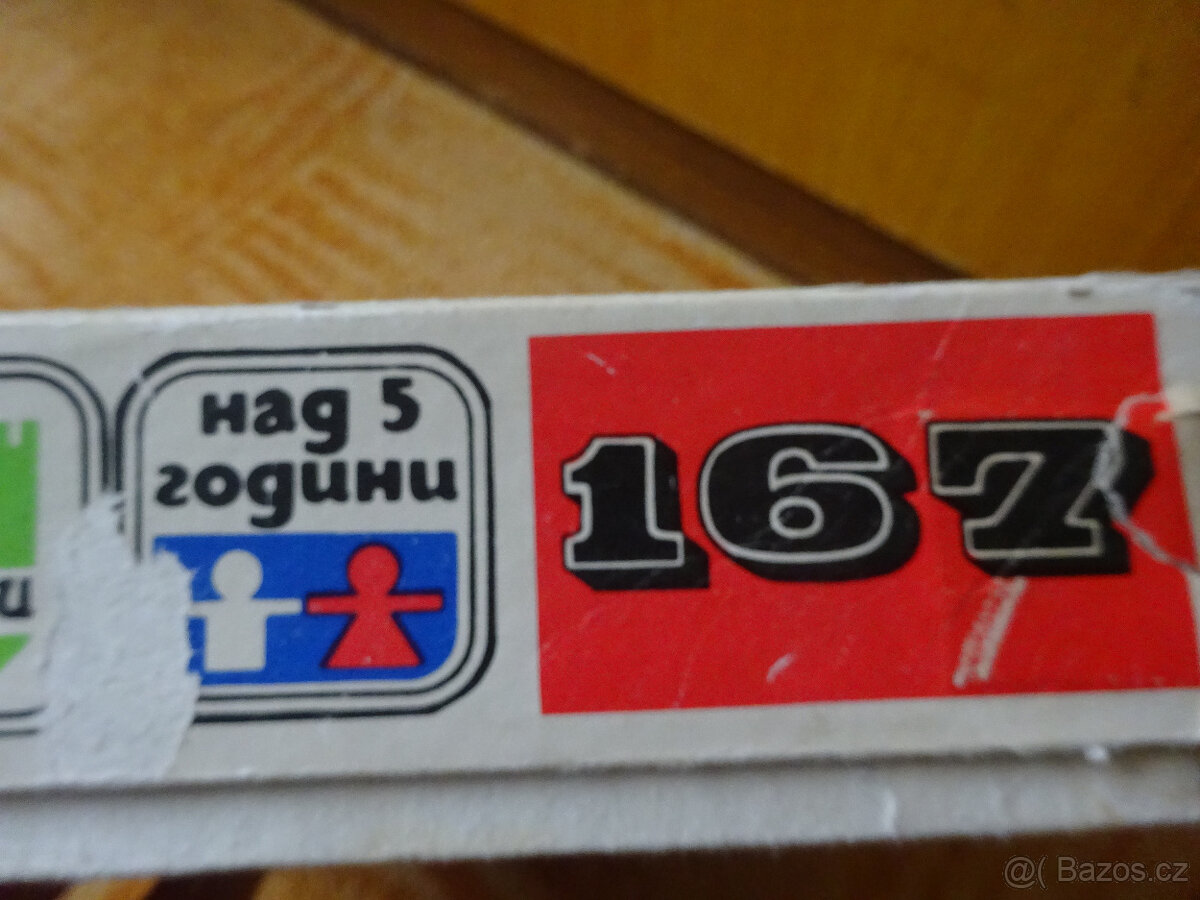 над 5
години
167
@( Bazos.cz